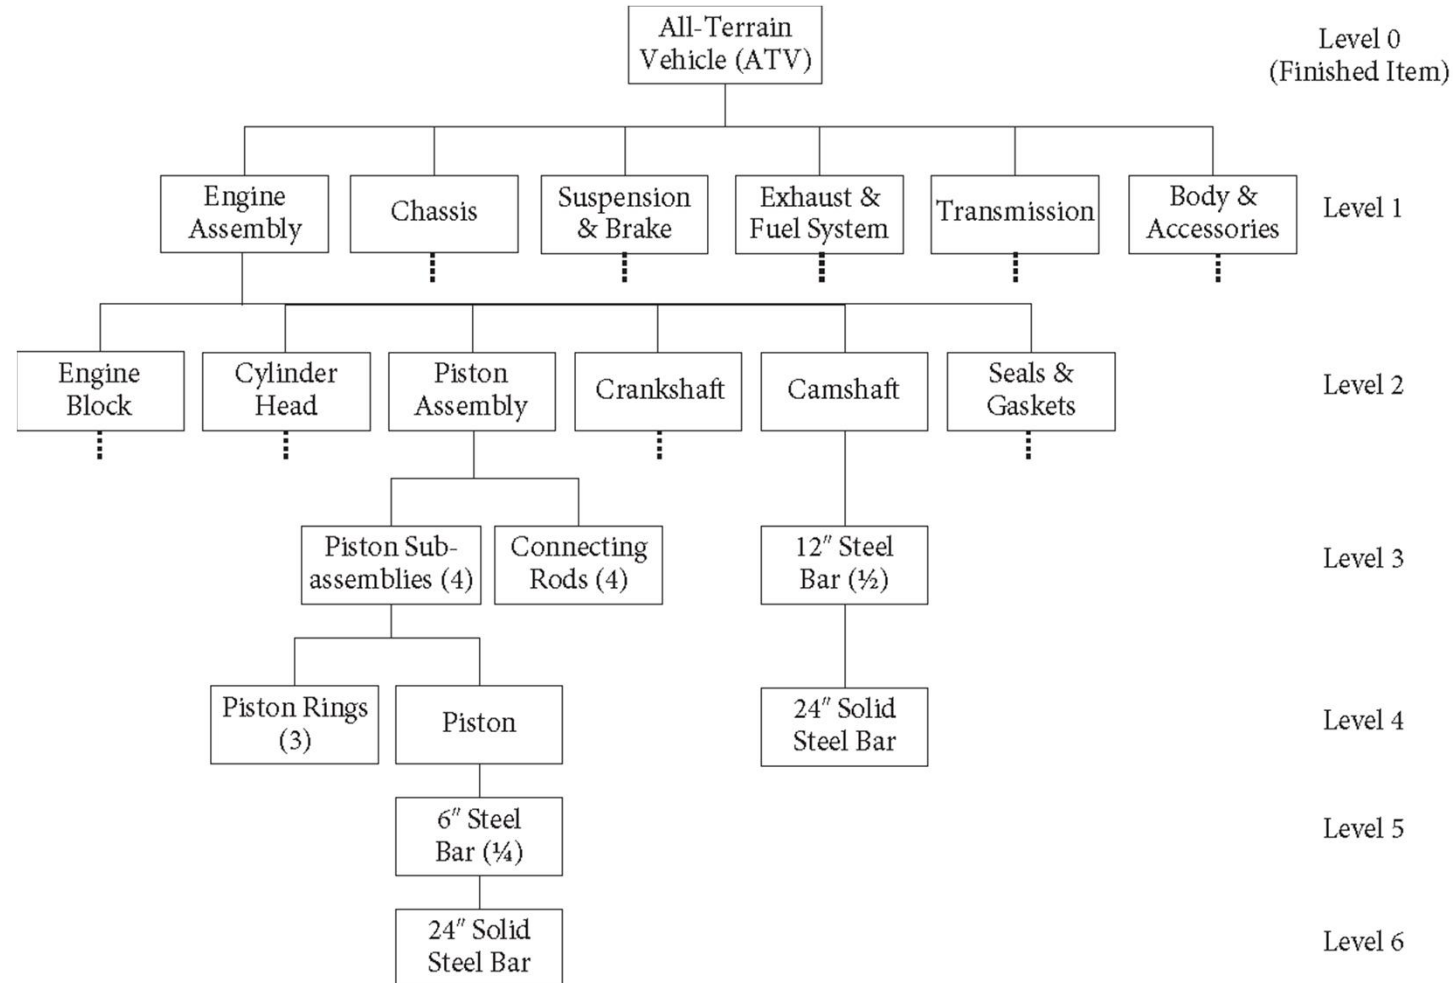 All-Terrain
Vehicle (ATV)
Level 0
(Finished Item)
Engine
Assembly
Chassis
Suspension
& Brake
Exhaust &
Fuel System
Transmission
Body &
Accessories
Level 1
Engine
Block
Cylinder
Head
Piston
Assembly
Crankshaft
Camshaft
Seals &
Gaskets
Level 2
Piston Sub-
assemblies (4)
Connecting
Rods (4)
12″ Steel
Bar (½)
Level 3
Piston Rings
(3)
Piston
24″ Solid
Steel Bar
Level 4
6″ Steel
Bar (¼)
Level 5
24″ Solid
Steel Bar
Level 6